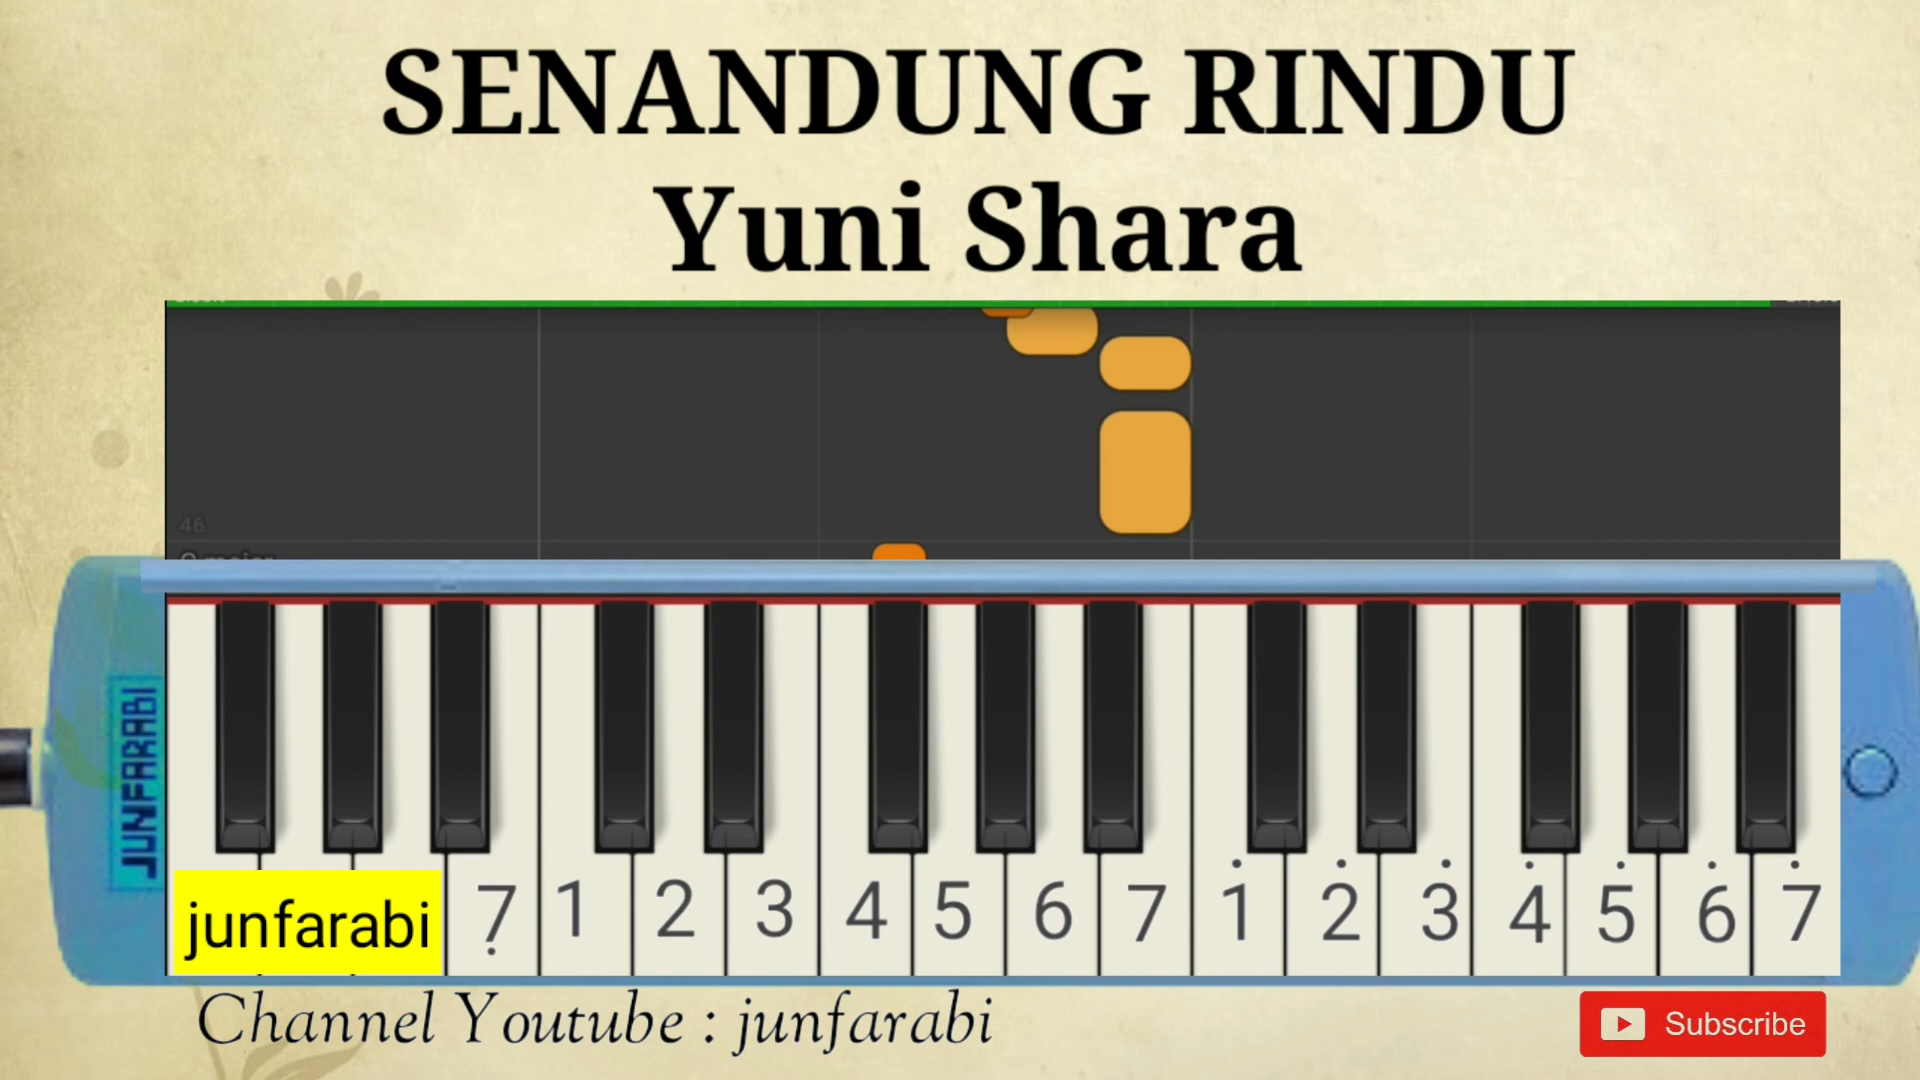 SENANDUNG RINDU
Yuni Shara
46
JUNFARABI
junfarabi
7 1 2 3 4 5 6 7 1 2 3 4 5 6 7
Channel Youtube : junfarabi
Subscribe